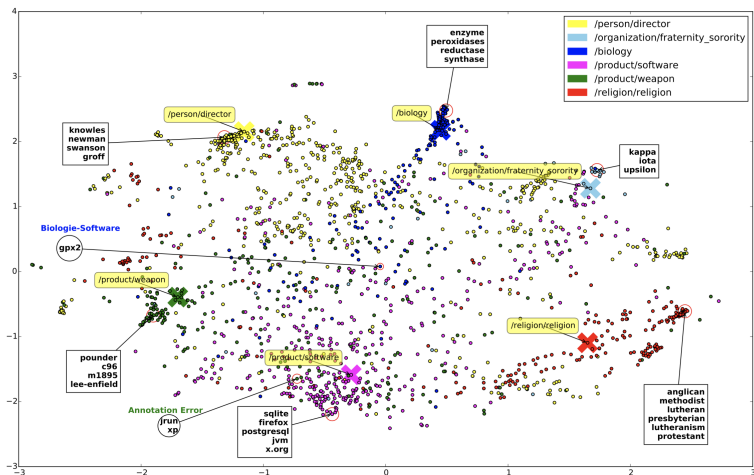 4
3
2
1
0
−1
−2
−3
−3
−2
−1
0
1
2
3
/person/director
/organization/fraternity_sorority
/biology
/product/software
/product/weapon
/religion/religion
enzyme
peroxidases
reductase
synthase
/person/director
/biology
knowles
newman
swanson
groff
kappa
iota
upsilon
/organization/fraternity_sorority
Biologie-Software
gpx2
/product/weapon
/religion/religion
/product/software
pounder
c96
m1895
lee-enfield
Annotation Error
jrun
xp
sqlite
firefox
postgresql
jvm
x.org
anglican
methodist
lutheran
presbyterian
lutheranism
protestant